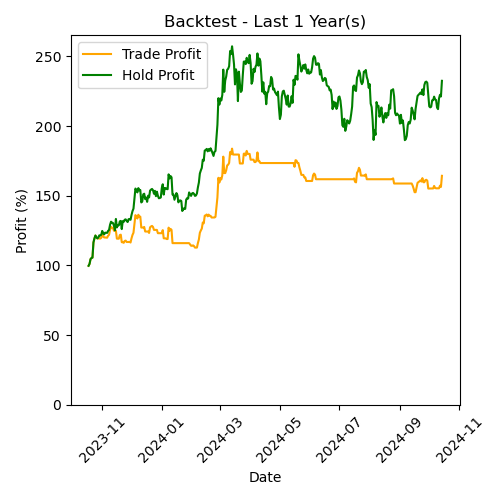 Backtest - Last 1 Year(s)
Trade Profit
Hold Profit
Profit (%)
250
200
150
100
50
0
2023-11
2024-01
2024-03
2024-05
2024-07
2024-09
2024-11
Date